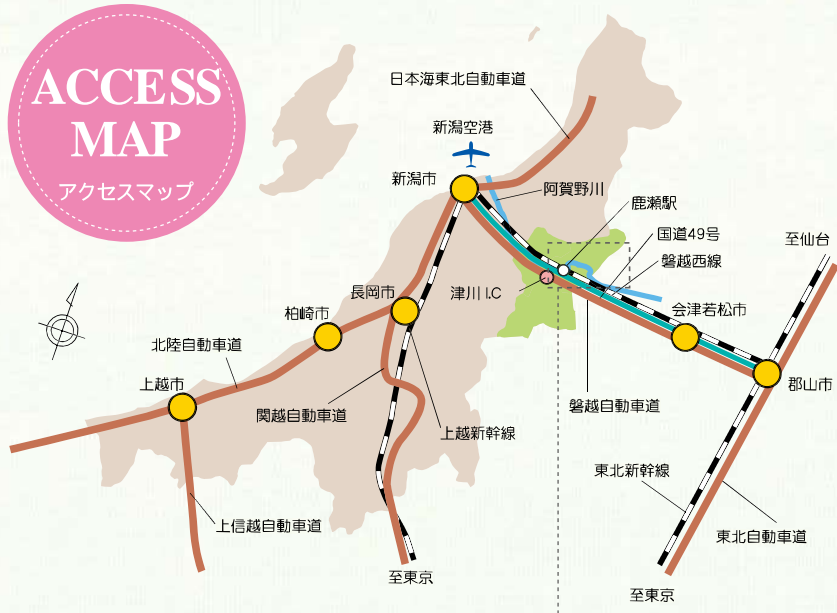 ACCESS
MAP
アクセスマップ
日本海東北自動車道
新潟空港
新潟市
阿賀野川
鹿瀬駅
国道49号
至仙台
磐越西線
津川I.C
長岡市
柏崎市
会津若松市
北陸自動車道
上越市
郡山市
関越自動車道
磐越自動車道
上越新幹線
東北新幹線
上信越自動車道
東北自動車道
至東京
至東京